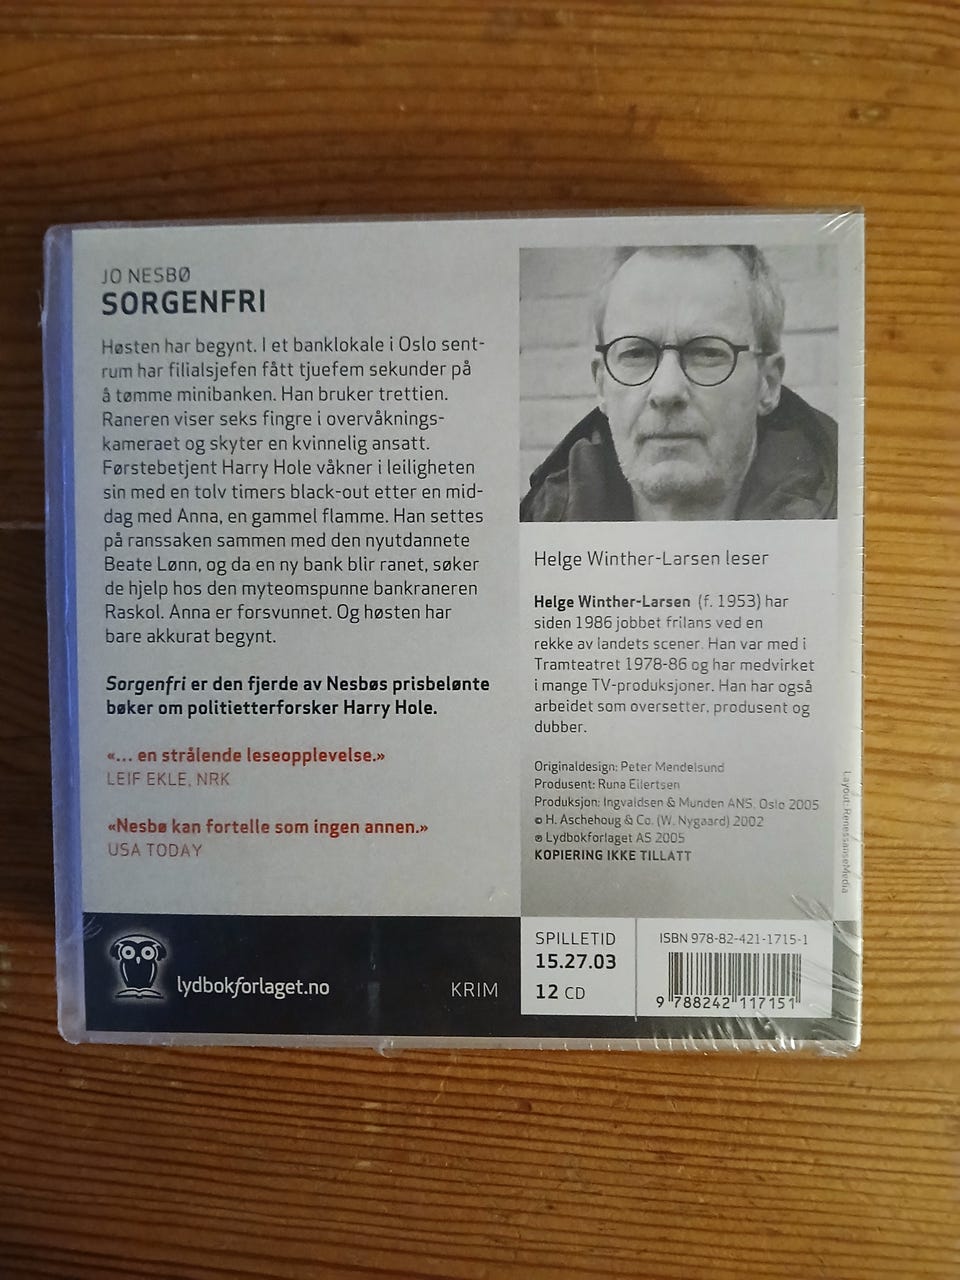 JO NESBØ
SORGENFRI
Høsten har begynt. I et banklokale i Oslo sent-
rum har filialsjefen fått tjuefem sekunder på
å tømme minibanken. Han bruker trettien.
Raneren viser seks fingre i overvåknings-
kameraet og skyter en kvinnelig ansatt.
Førstebetjent Harry Hole våkner i leiligheten
sin med en tolv timers black-out etter en mid-
dag med Anna, en gammel flamme. Han settes
på ranssaken sammen med den nyutdannete
Beate Lønn, og da en ny bank blir ranet, søker
de hjelp hos den myteomspunne bankraneren
Raskol. Anna er forsvunnet. Og høsten har
bare akkurat begynt.
Sorgenfri er den fjerde av Nesbøs prisbelønte
bøker om politietterforsker Harry Hole.
«... en strålende leseopplevelse.»
LEIF EKLE, NRK
«Nesbø kan fortelle som ingen annen.»
USA TODAY
Helge Winther-Larsen leser
Helge Winther-Larsen (f. 1953) har
siden 1986 jobbet frilans ved en
rekke av landets scener. Han var med i
Tramteatret 1978-86 og har medvirket
i mange TV-produksjoner. Han har også
arbeidet som oversetter, produsent og
dubber.
Originaldesign: Peter Mendelsund
Produsent: Runa Eilertsen
Produksjon: Ingvaldsen & Munden ANS, Oslo 2005
© H. Aschehoug & Co. (W. Nygaard) 2002
℗ Lydbokforlaget AS 2005
KOPIERING IKKE TILLATT
Layout: RenessanseMedia
lydbokforlaget.no
KRIM
SPILLETID
15.27.03
12 CD
ISBN 978-82-421-1715-1
9 788242 117151